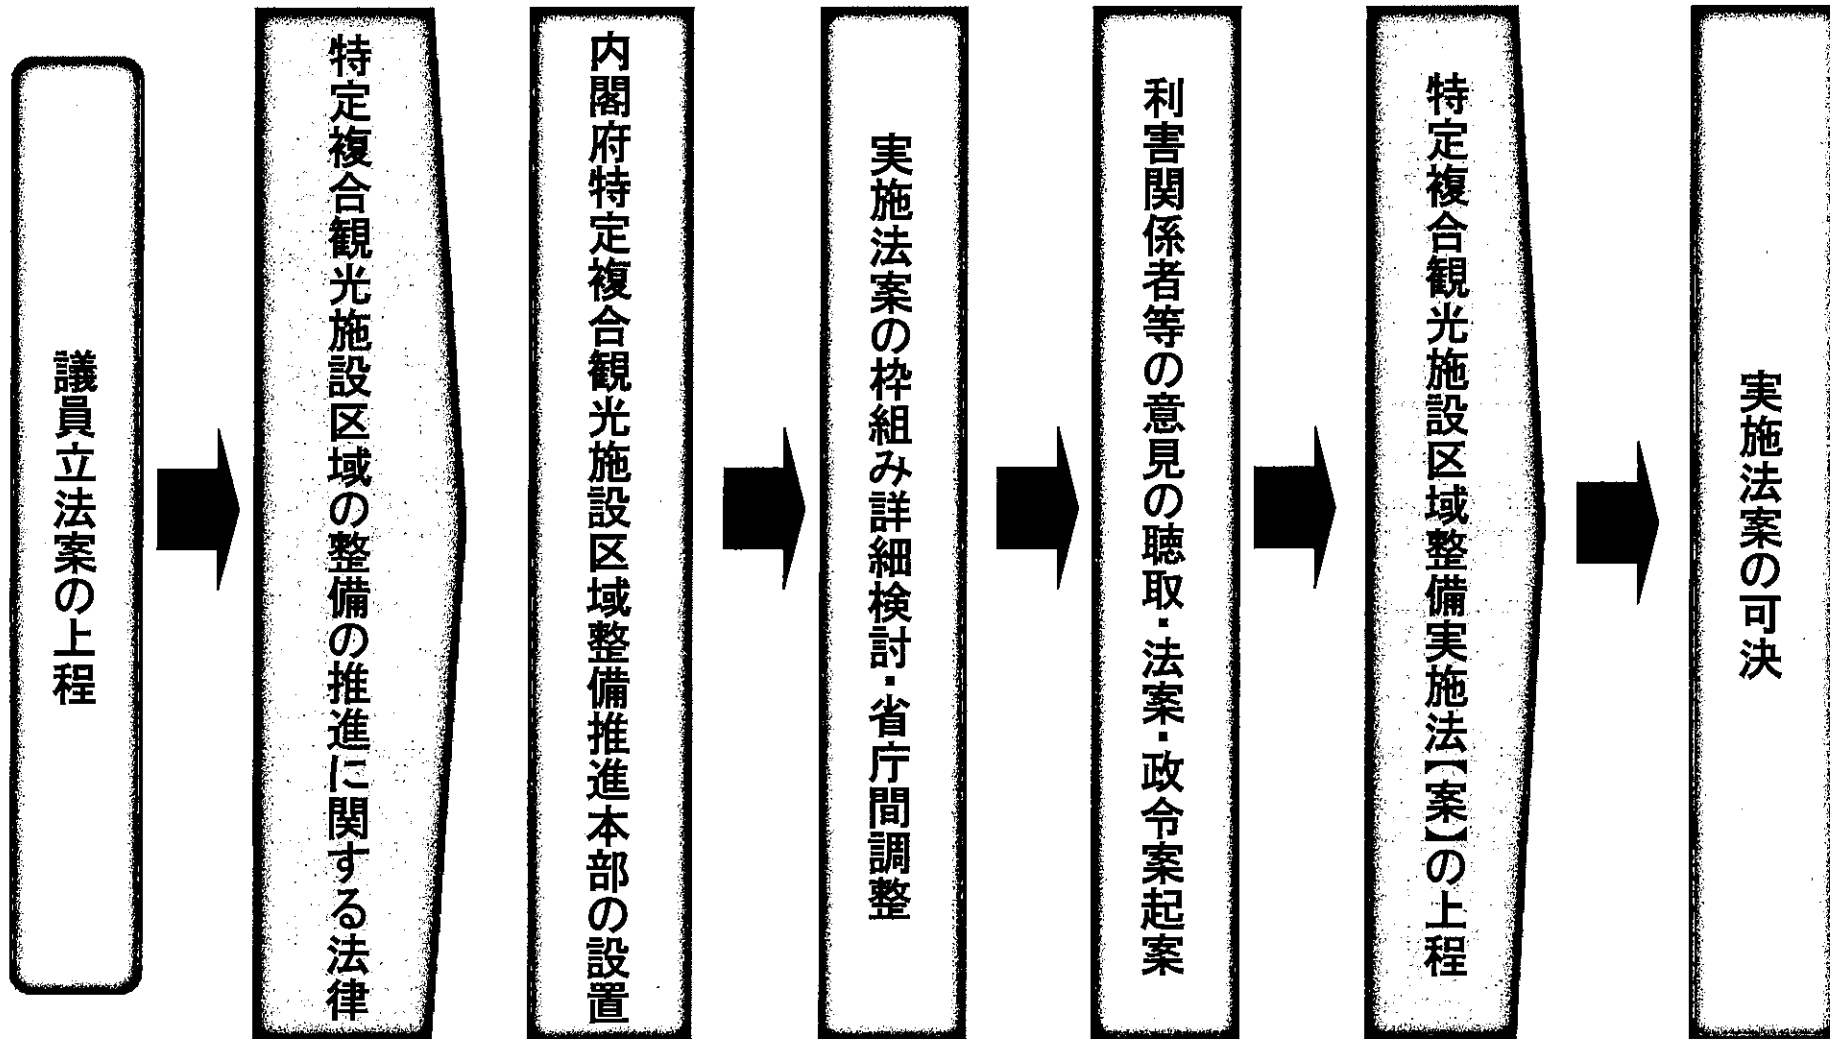 議員立法案の上程
特定複合観光施設区域の整備の推進に関する法律
内閣府特定複合観光施設区域整備推進本部の設置
実施法案の枠組み詳細検討・省庁間調整
利害関係者等の意見の聴取・法案・政令案起案
特定複合観光施設区域整備実施法【案】の上程
実施法案の可決